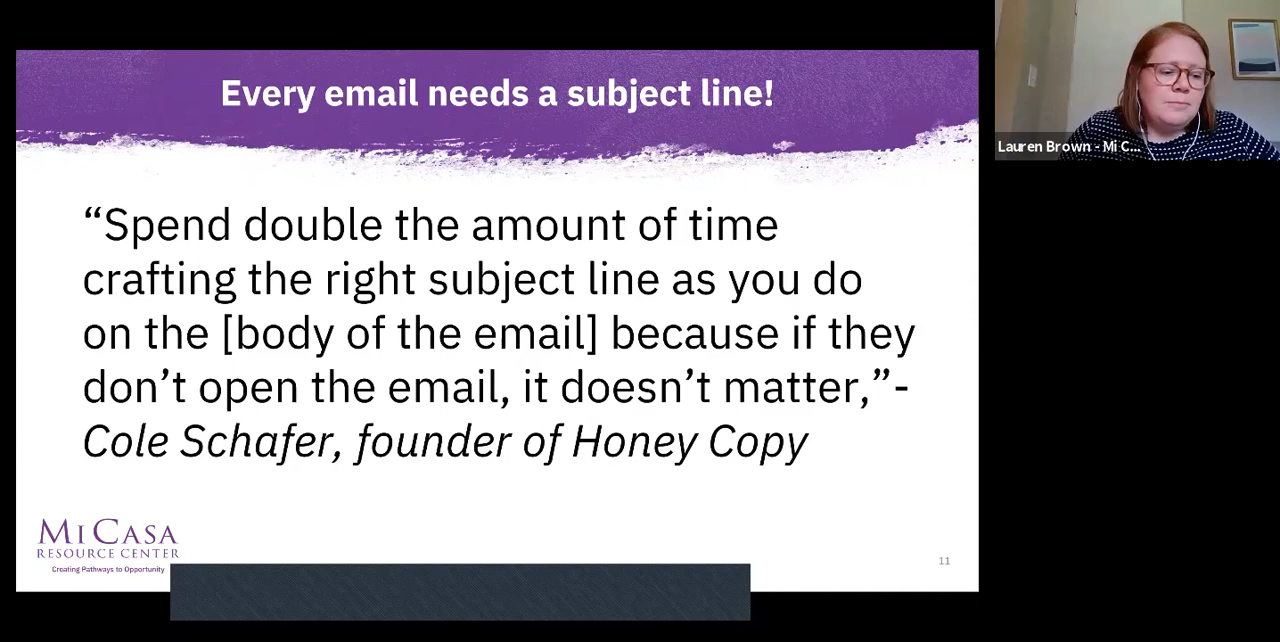 Every email needs a subject line!
“Spend double the amount of time
crafting the right subject line as you do
on the [body of the email] because if they
don’t open the email, it doesn’t matter,”-
Cole Schafer, founder of Honey Copy
MI CASA
RESOURCE CENTER
Creating Pathways to Opportunity
11
Lauren Brown - Mi C...